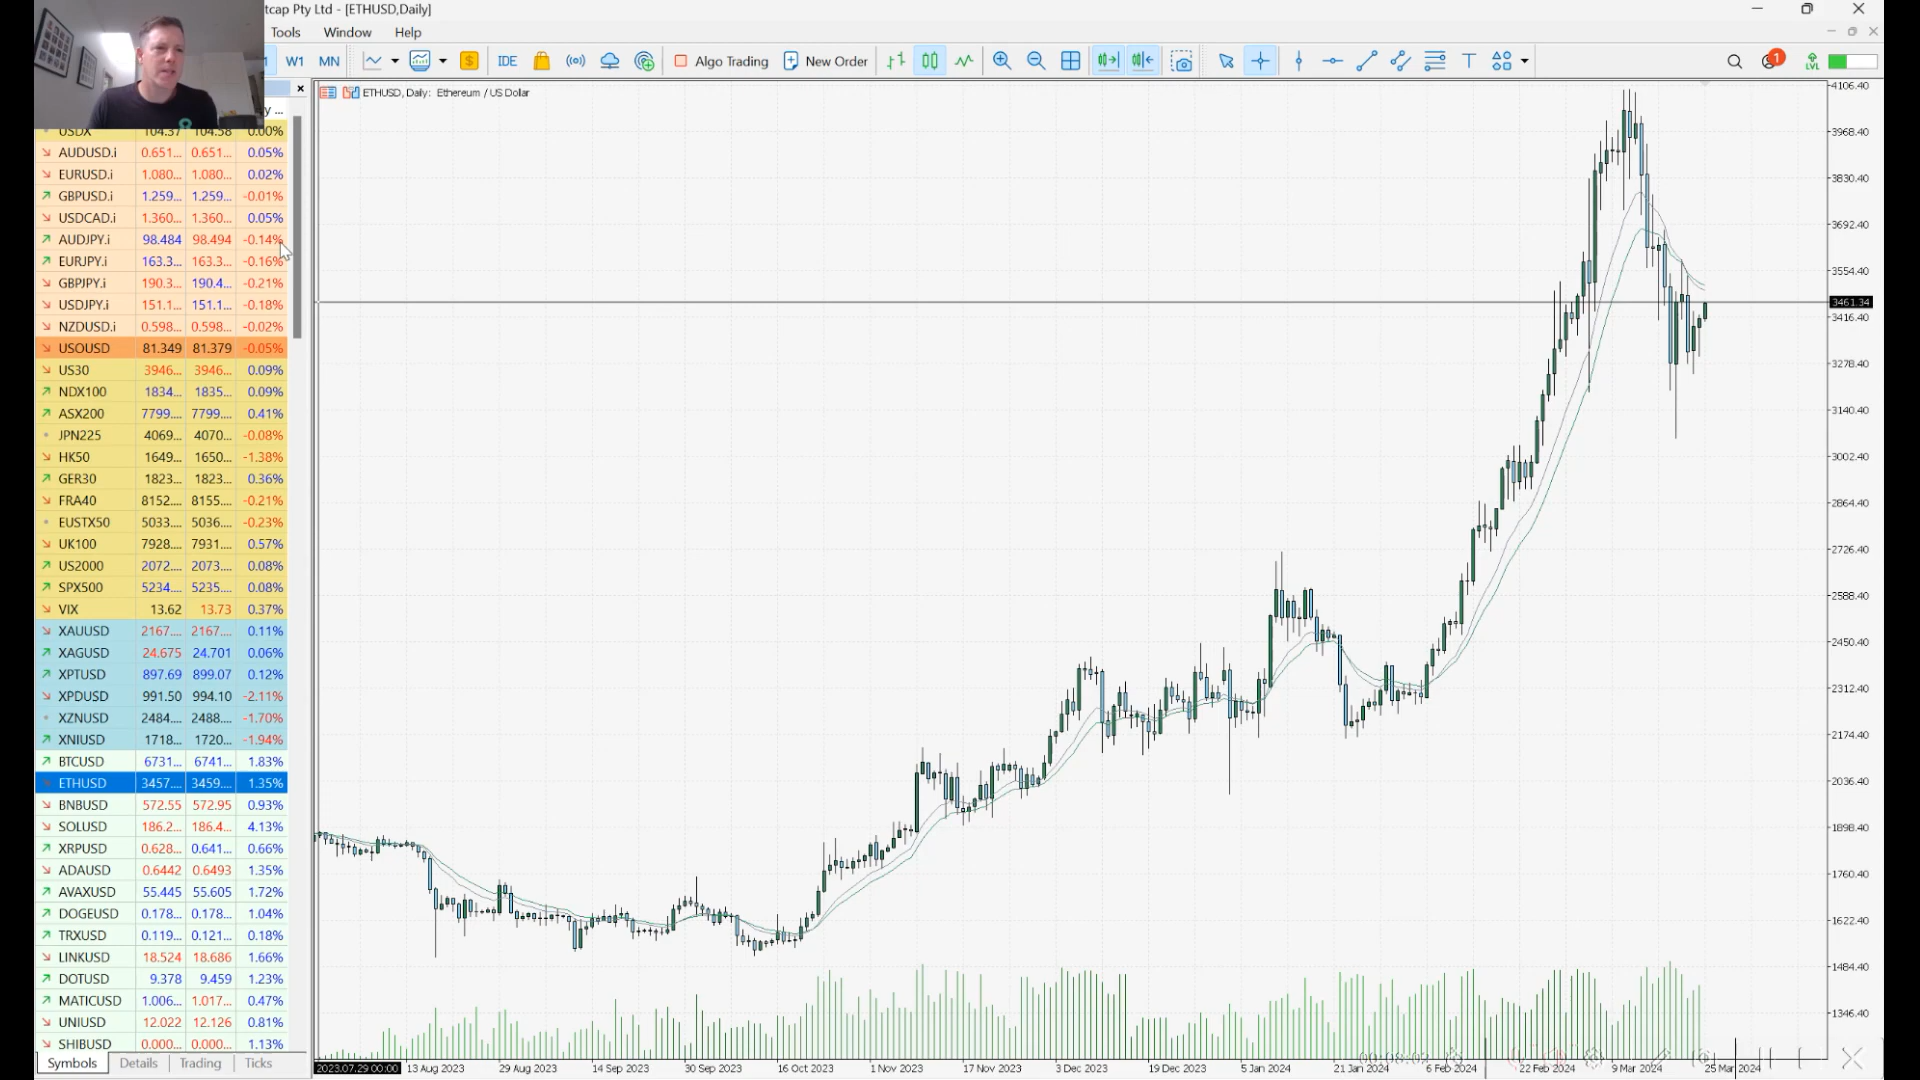 tcap Pty Ltd - [ETHUSD,Daily]
Tools Window Help
W1 MN IDE Algo Trading New Order 1 LVL
y ...
ETHUSD, Daily: Ethereum / US Dollar
USDX 104.37 104.58 0.00%
AUDUSD.i 0.651... 0.651... 0.05%
EURUSD.i 1.080... 1.080... 0.02%
GBPUSD.i 1.259... 1.259... -0.01%
USDCAD.i 1.360... 1.360... 0.05%
AUDJPY.i 98.484 98.494 -0.14%
EURJPY.i 163.3... 163.3... -0.16%
GBPJPY.i 190.3... 190.4... -0.21%
USDJPY.i 151.1... 151.1... -0.18%
NZDUSD.i 0.598... 0.598... -0.02%
USOUSD 81.349 81.379 -0.05%
US30 3946... 3946... 0.09%
NDX100 1834... 1835... 0.09%
ASX200 7799.... 7799.... 0.41%
JPN225 4069... 4070... -0.08%
HK50 1649... 1650... -1.38%
GER30 1823... 1823... 0.36%
FRA40 8152.... 8155.... -0.21%
EUSTX50 5033.... 5036.... -0.23%
UK100 7928.... 7931.... 0.57%
US2000 2072.... 2073.... 0.08%
SPX500 5234.... 5235.... 0.08%
VIX 13.62 13.73 0.37%
XAUUSD 2167.... 2167.... 0.11%
XAGUSD 24.675 24.701 0.06%
XPTUSD 897.69 899.07 0.12%
XPDUSD 991.50 994.10 -2.11%
XZNUSD 2484.... 2488.... -1.70%
XNIUSD 1718... 1720... -1.94%
BTCUSD 6731... 6741... 1.83%
ETHUSD 3457.... 3459.... 1.35%
BNBUSD 572.55 572.95 0.93%
SOLUSD 186.2... 186.4... 4.13%
XRPUSD 0.628... 0.641... 0.66%
ADAUSD 0.6442 0.6493 1.35%
AVAXUSD 55.445 55.605 1.72%
DOGEUSD 0.178... 0.178... 1.04%
TRXUSD 0.119... 0.121... 0.18%
LINKUSD 18.524 18.686 1.66%
DOTUSD 9.378 9.459 1.23%
MATICUSD 1.006... 1.017... 0.47%
UNIUSD 12.022 12.126 0.81%
SHIBUSD 0.000... 0.000... 1.13%
Symbols Details Trading Ticks
4106.40
3968.40
3830.40
3692.40
3554.40
3461.34
3416.40
3278.40
3140.40
3002.40
2864.40
2726.40
2588.40
2450.40
2312.40
2174.40
2036.40
1898.40
1760.40
1622.40
1484.40
1346.40
00:08:02
2023.07.29 00:00 13 Aug 2023 29 Aug 2023 14 Sep 2023 30 Sep 2023 16 Oct 2023 1 Nov 2023 17 Nov 2023 3 Dec 2023 19 Dec 2023 5 Jan 2024 21 Jan 2024 6 Feb 2024 22 Feb 2024 9 Mar 2024 25 Mar 2024